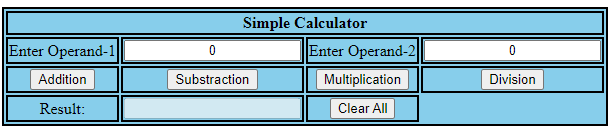 Simple Calculator
Enter Operand-1 0 Enter Operand-2 0
Addition Substraction Multiplication Division
Result: Clear All